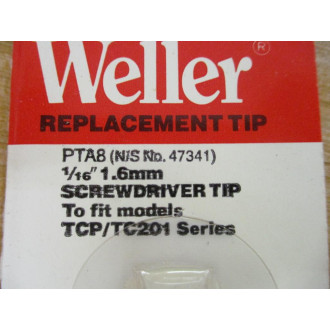 Weller®
REPLACEMENT TIP
PTA8 (N/S No. 47341)
1/16" 1.6mm
SCREWDRIVER TIP
To fit models
TCP/TC201 Series